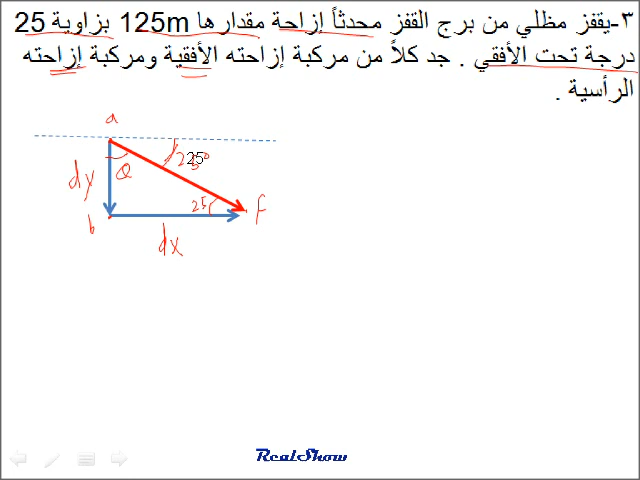 ٣-يقفز مظلي من برج القفز محدثاً إزاحة مقدارها 125m بزاوية 25
درجة تحت الأفقي . جد كلاً من مركبة إزاحته الأفقية ومركبة إزاحته
الرأسية .
a
25°
dy
θ
25
F
b
dx
RealShow